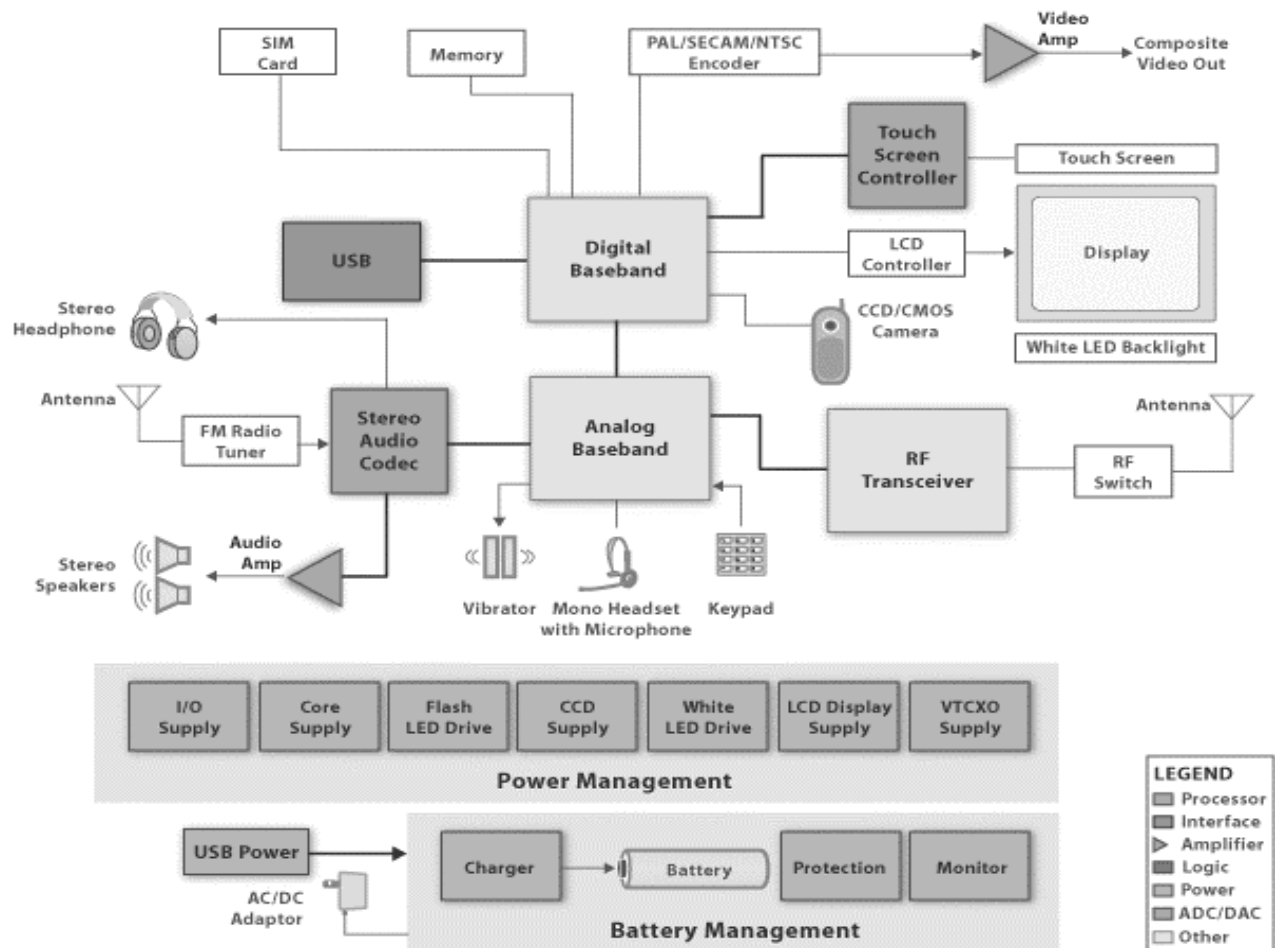 SIM
Card
Memory
PAL/SECAM/NTSC
Encoder
Video
Amp
Composite
Video Out
Touch
Screen
Controller
Touch Screen
Digital
Baseband
USB
LCD
Controller
Display
Stereo
Headphone
CCD/CMOS
Camera
White LED Backlight
Antenna
FM Radio
Tuner
Stereo
Audio
Codec
Analog
Baseband
RF
Transceiver
RF
Switch
Antenna
Stereo
Speakers
Audio
Amp
Vibrator
Mono Headset
with Microphone
Keypad
I/O
Supply
Core
Supply
Flash
LED Drive
CCD
Supply
White
LED Drive
LCD Display
Supply
VTCXO
Supply
Power Management
USB Power
AC/DC
Adaptor
Charger
Battery
Protection
Monitor
Battery Management
LEGEND
Processor
Interface
Amplifier
Logic
Power
ADC/DAC
Other